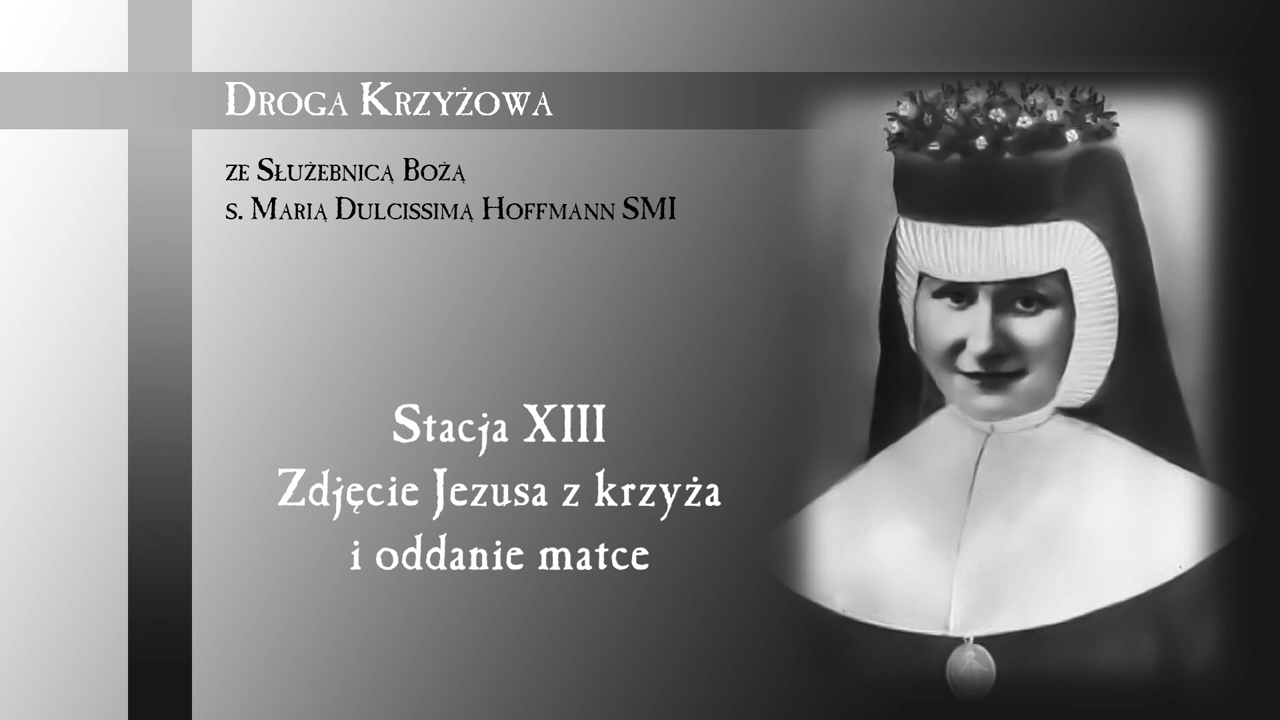 Droga Krzyżowa
ze Służebnicą Bożą
s. Marią Dulcissimą Hoffmann SMI
Stacja XIII
Zdjęcie Jezusa z krzyża
i oddanie matce